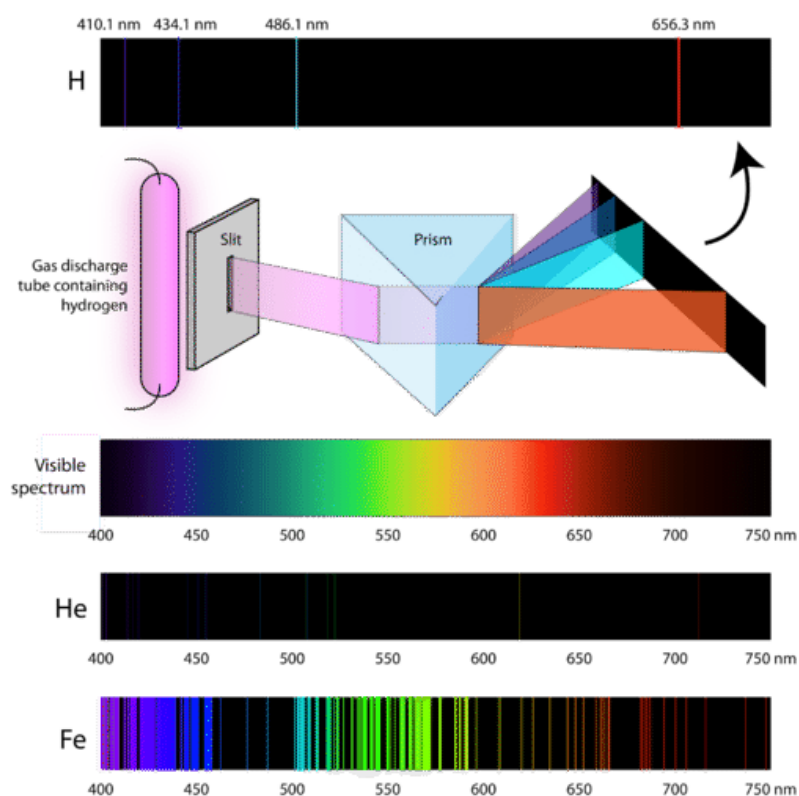 410.1 nm 434.1 nm 486.1 nm 656.3 nm
H
Slit
Prism
Gas discharge
tube containing
hydrogen
Visible
spectrum
400 450 500 550 600 650 700 750 nm
He
400 450 500 550 600 650 700 750 nm
Fe
400 450 500 550 600 650 700 750 nm